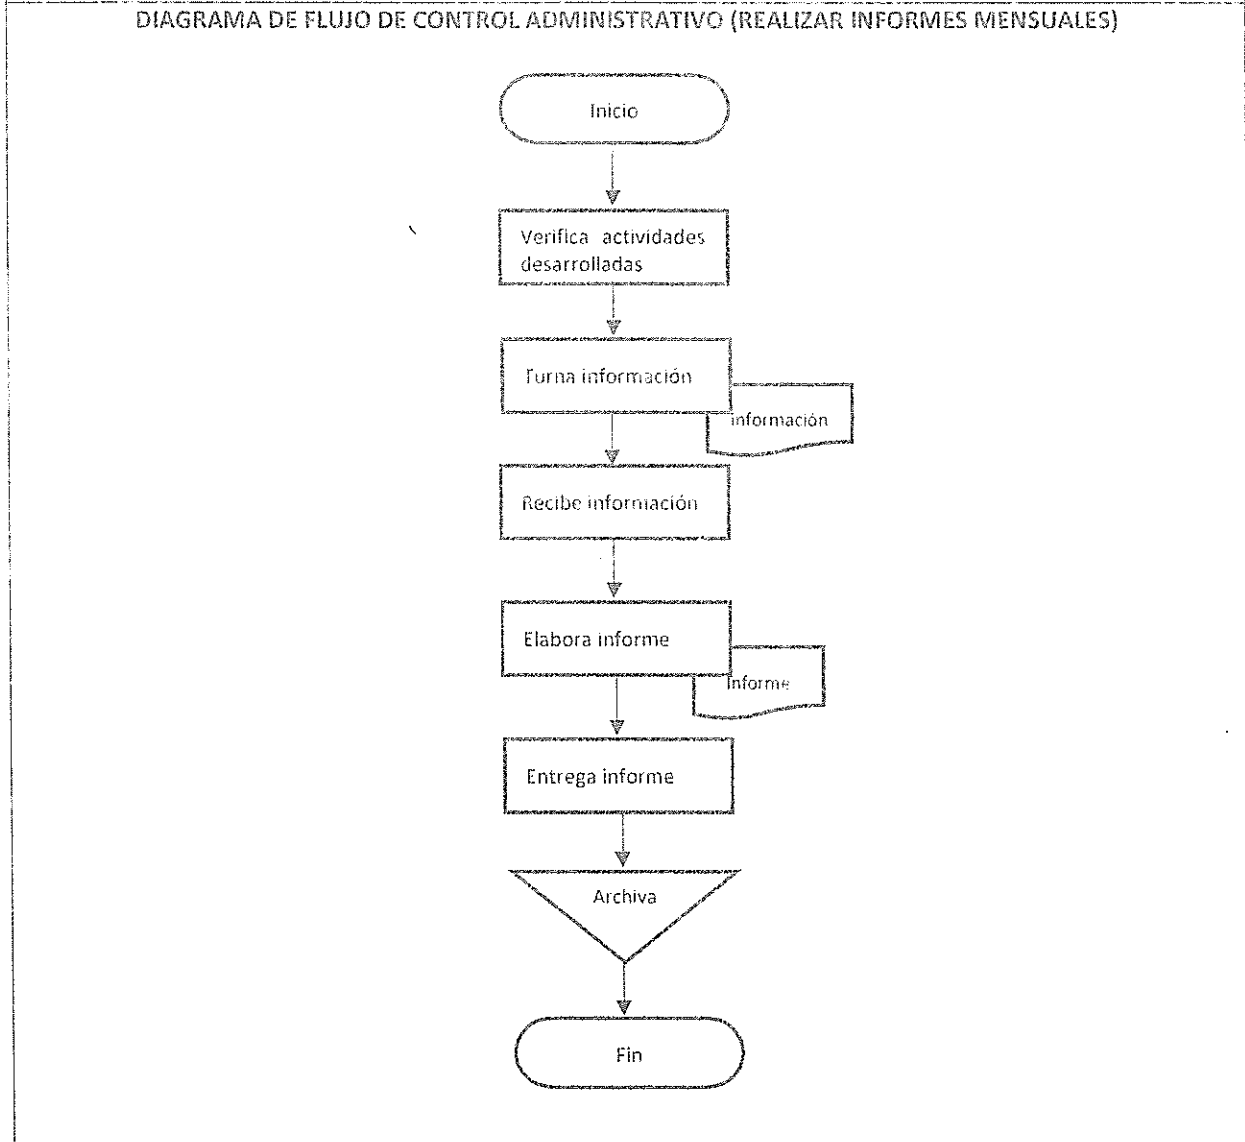 DIAGRAMA DE FLUJO DE CONTROL ADMINISTRATIVO (REALIZAR INFORMES MENSUALES)
Inicio
Verifica actividades
desarrolladas
Turna información
Información
Recibe información
Elabora informe
Informe
Entrega informe
Archiva
Fin